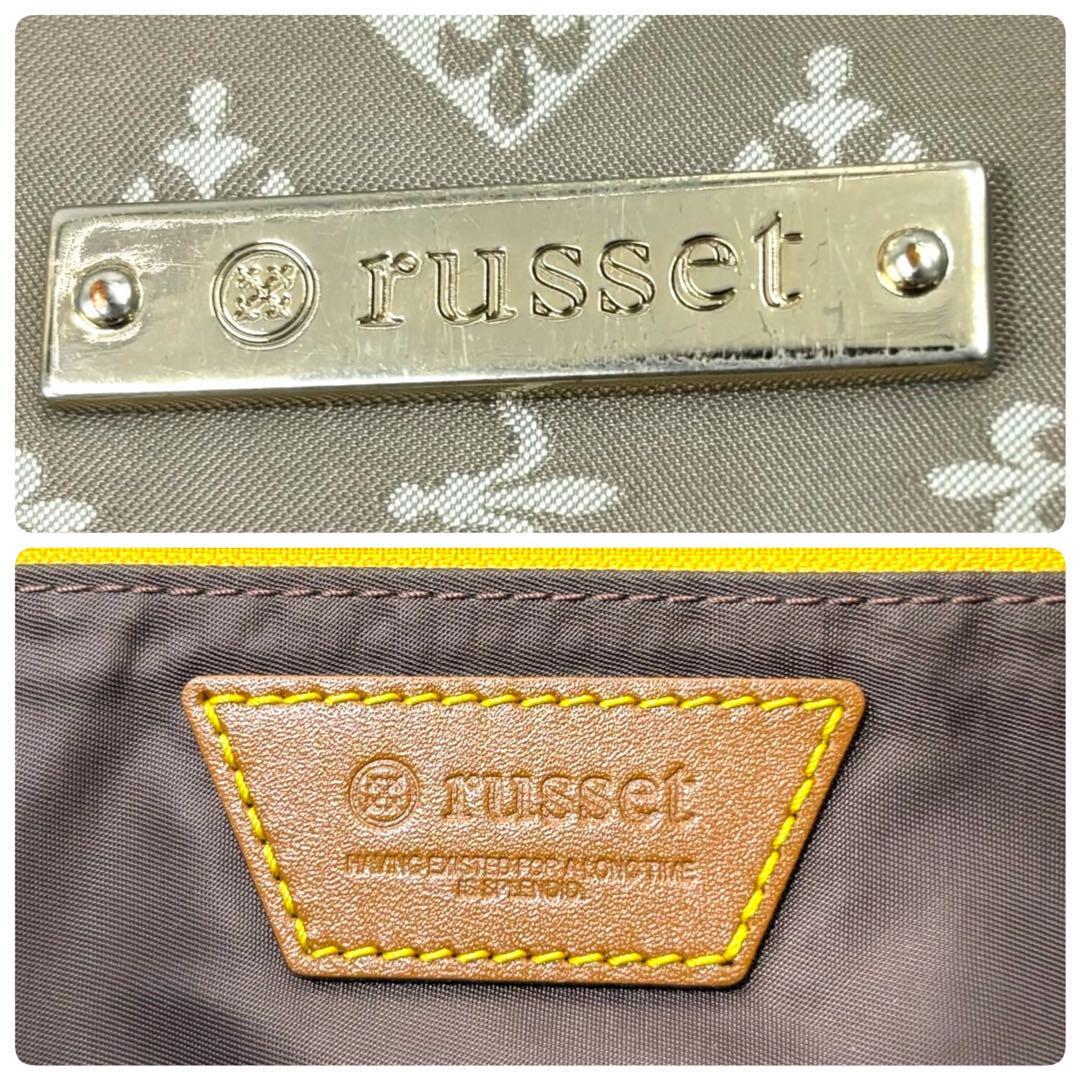 russet
russet
HAVING EXISTED FOR A LONG TIME
IS SPLENDID.